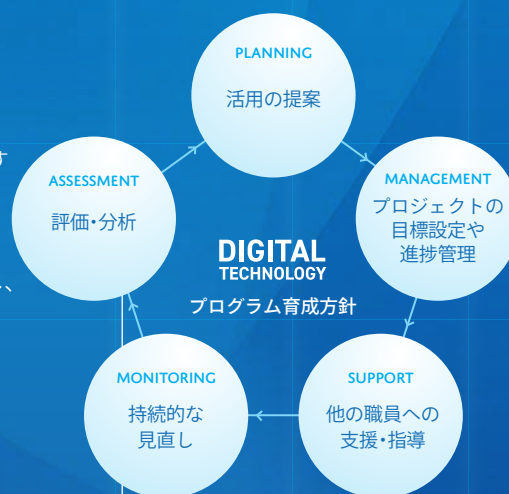 PLANNING
活用の提案
す
ASSESSMENT
評価・分析
MANAGEMENT
プロジェクトの
目標設定や
進捗管理
DIGITAL
TECHNOLOGY
プログラム育成方針
、
MONITORING
持続的な
見直し
SUPPORT
他の職員への
支援・指導